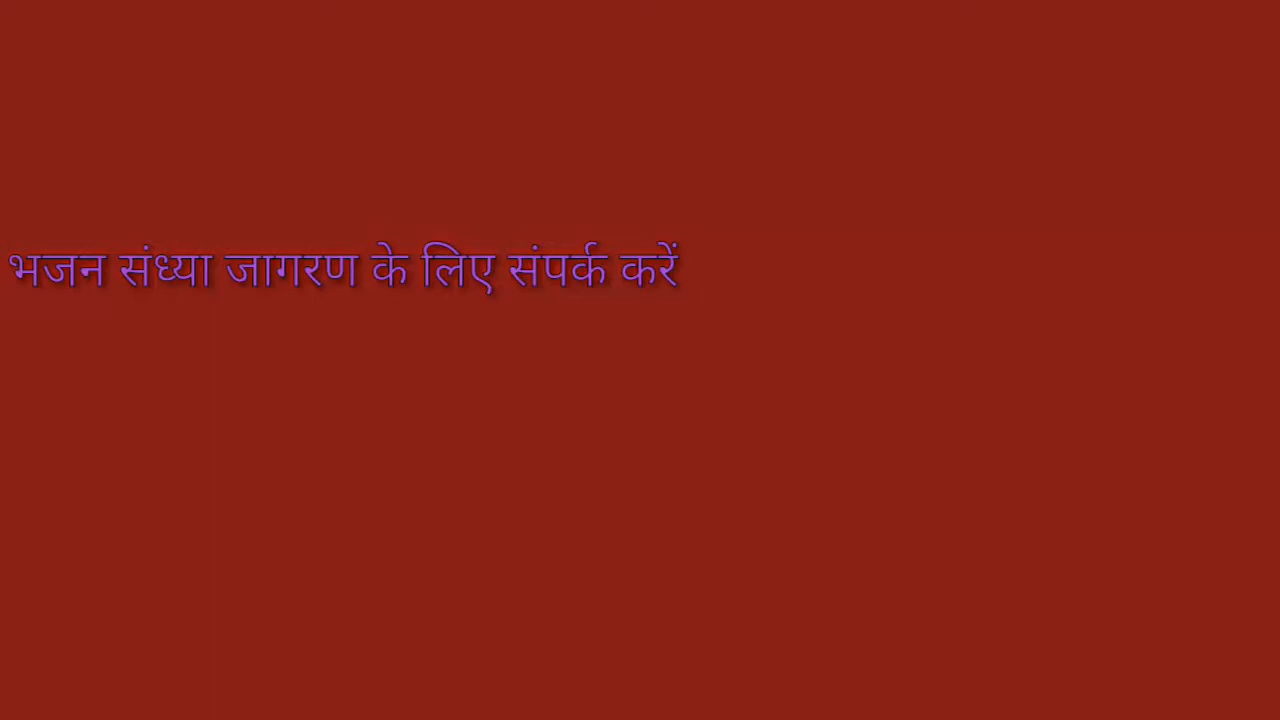 भजन संध्या जागरण के लिए संपर्क करें